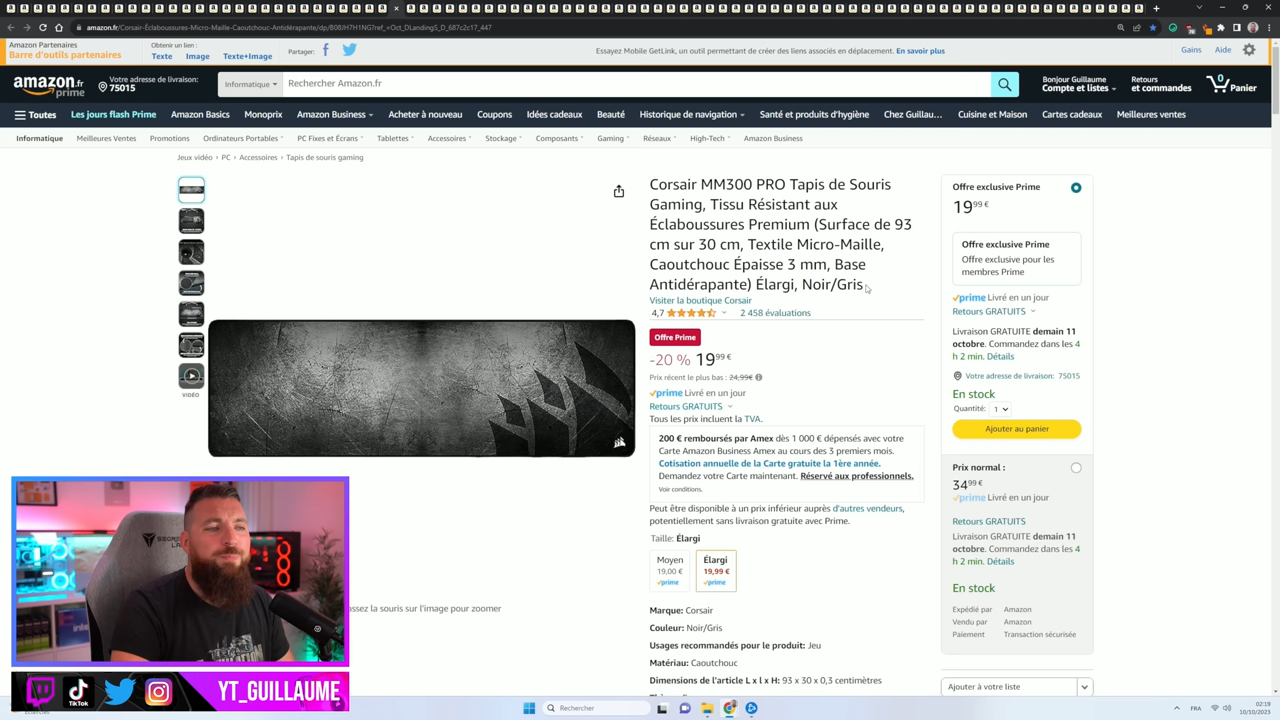 amazon.fr/Corsair-Éclaboussures-Micro-Maille-Caoutchouc-Antidérapante/dp/B08JH7H1NG?ref_=Oct_DLandingS_D_687c2c17_447
Amazon Partenaires
Barre d'outils partenaires
Obtenir un lien :
Texte Image Texte+Image
Partager:
Essayez Mobile GetLink, un outil permettant de créer des liens associés en déplacement. En savoir plus
Gains Aide
amazon.fr
prime
Votre adresse de livraison:
75015
Informatique
Rechercher Amazon.fr
Bonjour Guillaume
Compte et listes
Retours
et commandes
0
Panier
Toutes Les jours flash Prime Amazon Basics Monoprix Amazon Business Acheter à nouveau Coupons Idées cadeaux Beauté Historique de navigation Santé et produits d'hygiène Chez Guillau... Cuisine et Maison Cartes cadeaux Meilleures ventes
Informatique Meilleures Ventes Promotions Ordinateurs Portables PC Fixes et Écrans Tablettes Accessoires Stockage Composants Gaming Réseaux High-Tech Amazon Business
Jeux vidéo › PC › Accessoires › Tapis de souris gaming
Corsair MM300 PRO Tapis de Souris
Gaming, Tissu Résistant aux
Éclaboussures Premium (Surface de 93
cm sur 30 cm, Textile Micro-Maille,
Caoutchouc Épaisse 3 mm, Base
Antidérapante) Élargi, Noir/Gris
Visiter la boutique Corsair
4,7 2 458 évaluations
Offre Prime
-20 % 19,99 €
Prix récent le plus bas : 24,99€
prime Livré en un jour
Retours GRATUITS
Tous les prix incluent la TVA.
200 € remboursés par Amex dès 1 000 € dépensés avec votre
Carte Amazon Business Amex au cours des 3 premiers mois.
Cotisation annuelle de la Carte gratuite la 1ère année.
Demandez votre Carte maintenant. Réservé aux professionnels.
Voir conditions.
Peut être disponible à un prix inférieur auprès d'autres vendeurs,
potentiellement sans livraison gratuite avec Prime.
Taille: Élargi
Moyen
19,00 €
prime
Élargi
19,99 €
prime
Marque: Corsair
Couleur: Noir/Gris
Usages recommandés pour le produit: Jeu
Matériau: Caoutchouc
Dimensions de l'article L x l x H: 93 x 30 x 0,3 centimètres
VIDÉO
ssez la souris sur l'image pour zoomer
Offre exclusive Prime
19,99 €
Offre exclusive Prime
Offre exclusive pour les
membres Prime
prime Livré en un jour
Retours GRATUITS
Livraison GRATUITE demain 11
octobre. Commandez dans les 4
h 2 min. Détails
Votre adresse de livraison: 75015
En stock
Quantité: 1
Ajouter au panier
Prix normal :
34,99 €
prime Livré en un jour
Retours GRATUITS
Livraison GRATUITE demain 11
octobre. Commandez dans les 4
h 2 min. Détails
En stock
Expédié par Amazon
Vendu par Amazon
Paiement Transaction sécurisée
Ajouter à votre liste
YT_GUILLAUME
TikTok
Rechercher
FRA
02:19
10/10/2023